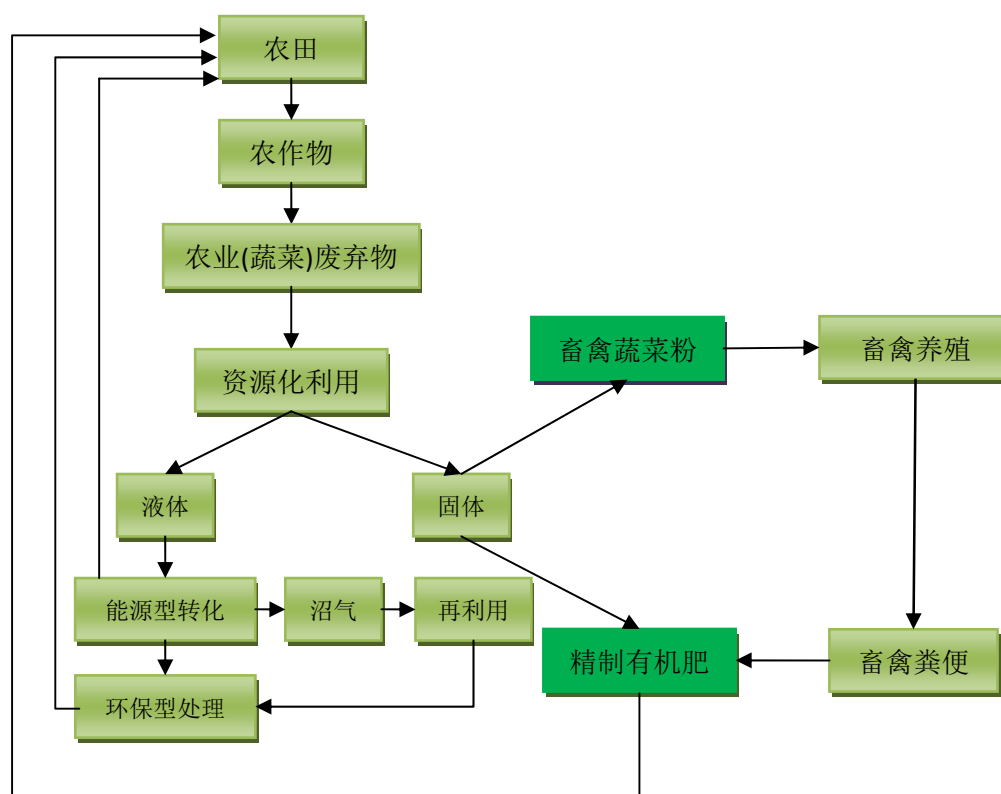 农田
农作物
农业(蔬菜)废弃物
资源化利用
畜禽蔬菜粉
畜禽养殖
液体
固体
能源型转化
沼气
再利用
精制有机肥
畜禽粪便
环保型处理